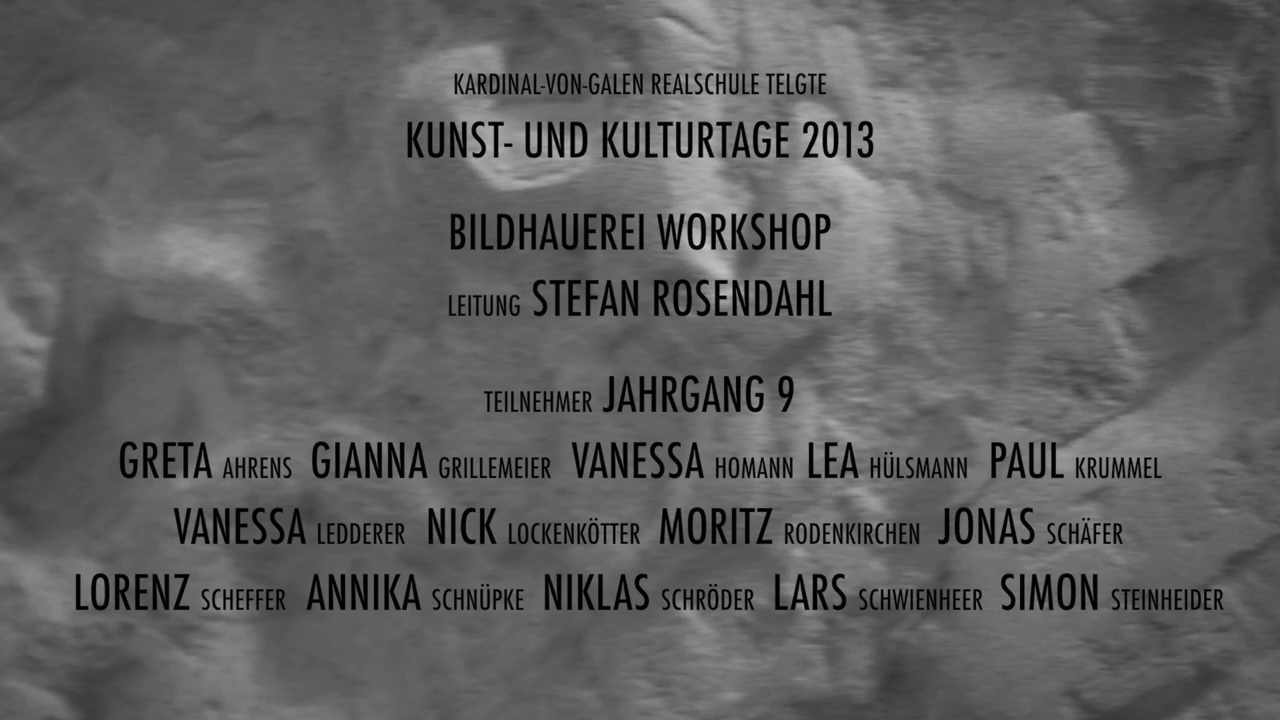 KARDINAL-VON-GALEN REALSCHULE TELGTE
KUNST- UND KULTURTAGE 2013
BILDHAUEREI WORKSHOP
LEITUNG STEFAN ROSENDAHL
TEILNEHMER JAHRGANG 9
GRETA AHRENS GIANNA GRILLEMEIER VANESSA HOMANN LEA HÜLSMANN PAUL KRUMMEL
VANESSA LEDDERER NICK LOCKENKÖTTER MORITZ RODENKIRCHEN JONAS SCHÄFER
LORENZ SCHEFFER ANNIKA SCHNÜPKE NIKLAS SCHRÖDER LARS SCHWIENHEER SIMON STEINHEIDER